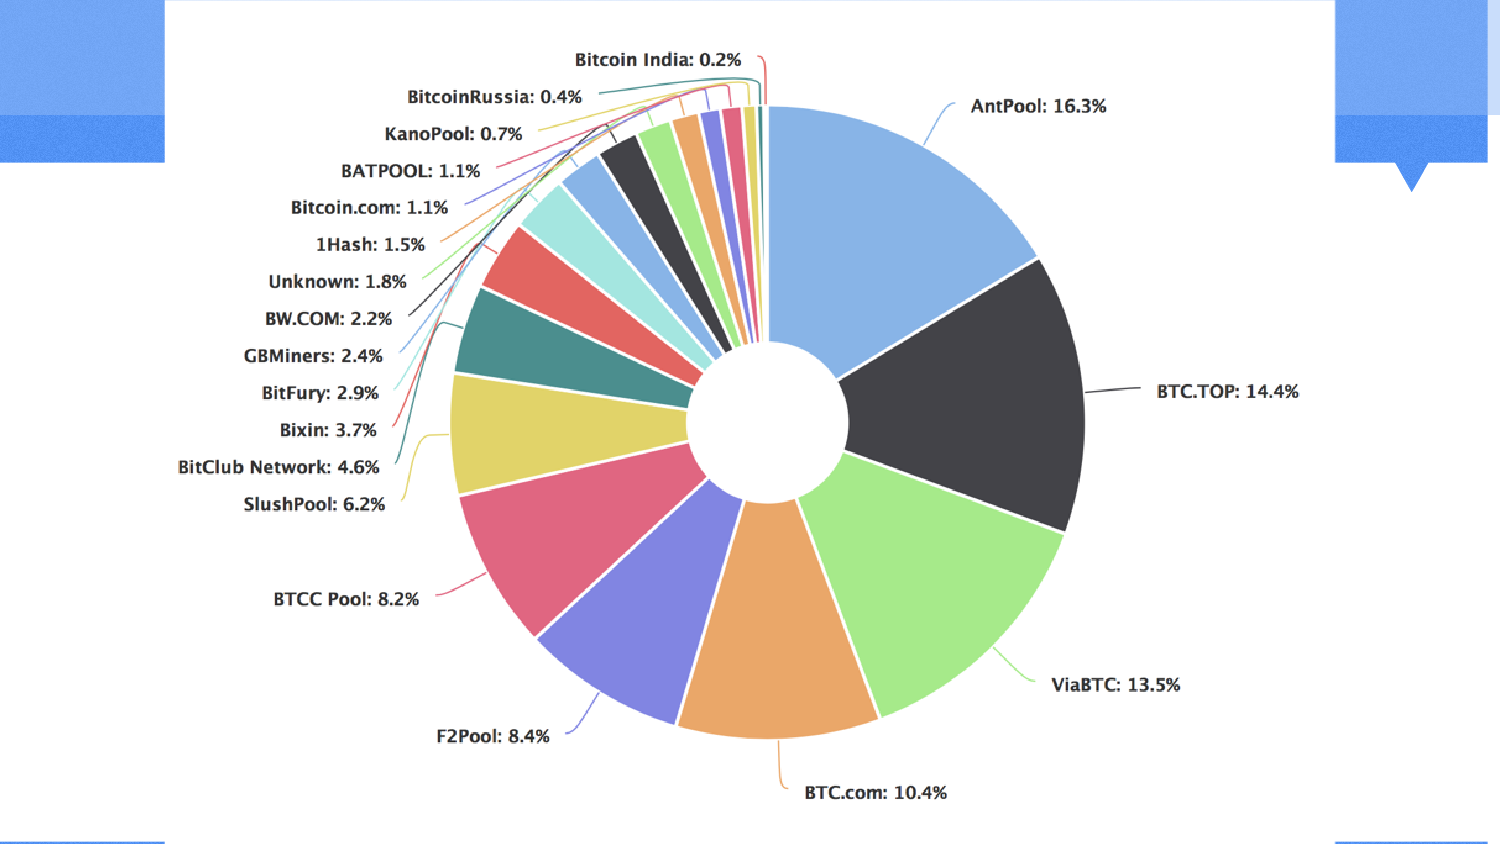 Bitcoin India: 0.2%
BitcoinRussia: 0.4%
AntPool: 16.3%
KanoPool: 0.7%
BATPOOL: 1.1%
Bitcoin.com: 1.1%
1Hash: 1.5%
Unknown: 1.8%
BW.COM: 2.2%
GBMiners: 2.4%
BitFury: 2.9%
BTC.TOP: 14.4%
Bixin: 3.7%
BitClub Network: 4.6%
SlushPool: 6.2%
BTCC Pool: 8.2%
ViaBTC: 13.5%
F2Pool: 8.4%
BTC.com: 10.4%